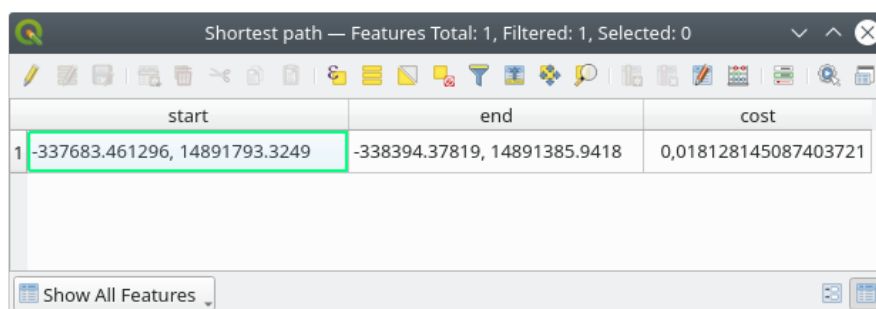 Shortest path — Features Total: 1, Filtered: 1, Selected: 0
start end cost
1 -337683.461296, 14891793.3249 -338394.37819, 14891385.9418 0,018128145087403721
Show All Features